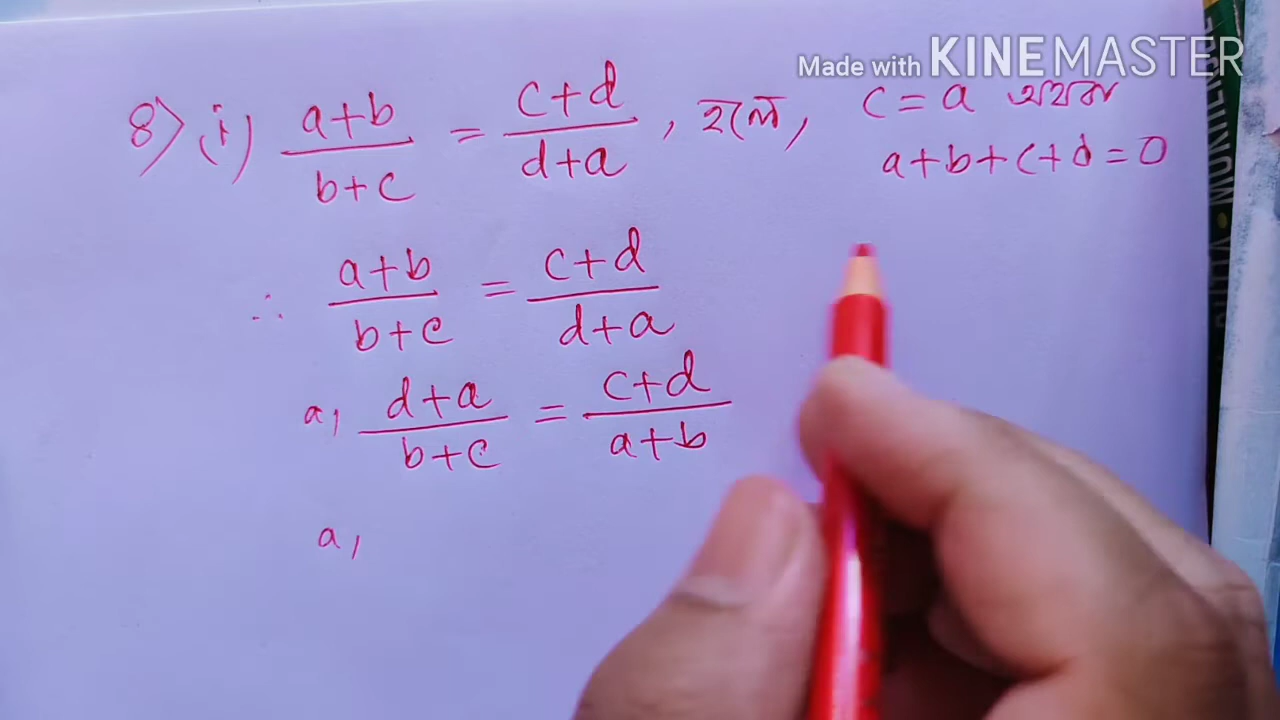 Made with KINEMASTER
8> (i) a+b/b+c = c+d/d+a , হলে, c = a অথবা
a+b+c+d = 0
∴ a+b/b+c = c+d/d+a
a, d+a/b+c = c+d/a+b
a,